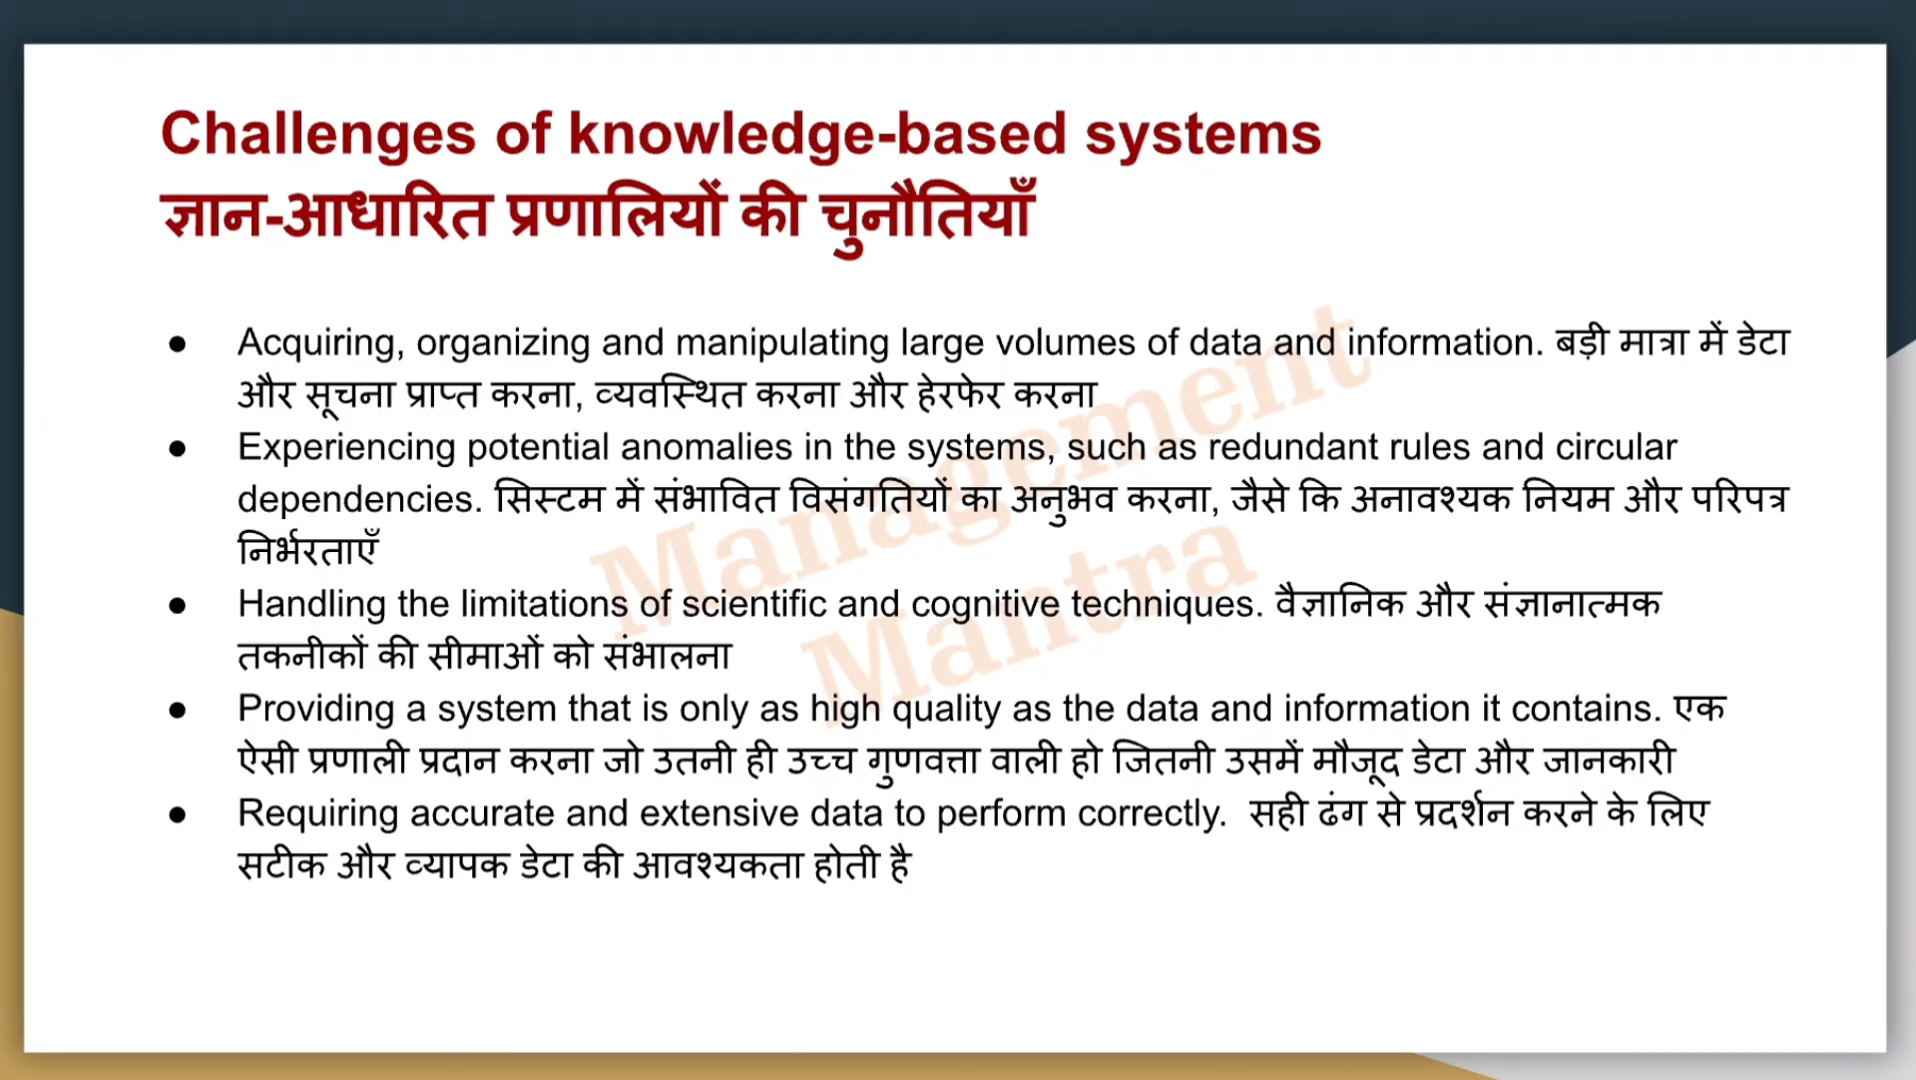 Challenges of knowledge-based systems
ज्ञान-आधारित प्रणालियों की चुनौतियाँ
● Acquiring, organizing and manipulating large volumes of data and information. बड़ी मात्रा में डेटा
और सूचना प्राप्त करना, व्यवस्थित करना और हेरफेर करना
● Experiencing potential anomalies in the systems, such as redundant rules and circular
dependencies. सिस्टम में संभावित विसंगतियों का अनुभव करना, जैसे कि अनावश्यक नियम और परिपत्र
निर्भरताएँ
● Handling the limitations of scientific and cognitive techniques. वैज्ञानिक और संज्ञानात्मक
तकनीकों की सीमाओं को संभालना
● Providing a system that is only as high quality as the data and information it contains. एक
ऐसी प्रणाली प्रदान करना जो उतनी ही उच्च गुणवत्ता वाली हो जितनी उसमें मौजूद डेटा और जानकारी
● Requiring accurate and extensive data to perform correctly. सही ढंग से प्रदर्शन करने के लिए
सटीक और व्यापक डेटा की आवश्यकता होती है
Management
Mantra